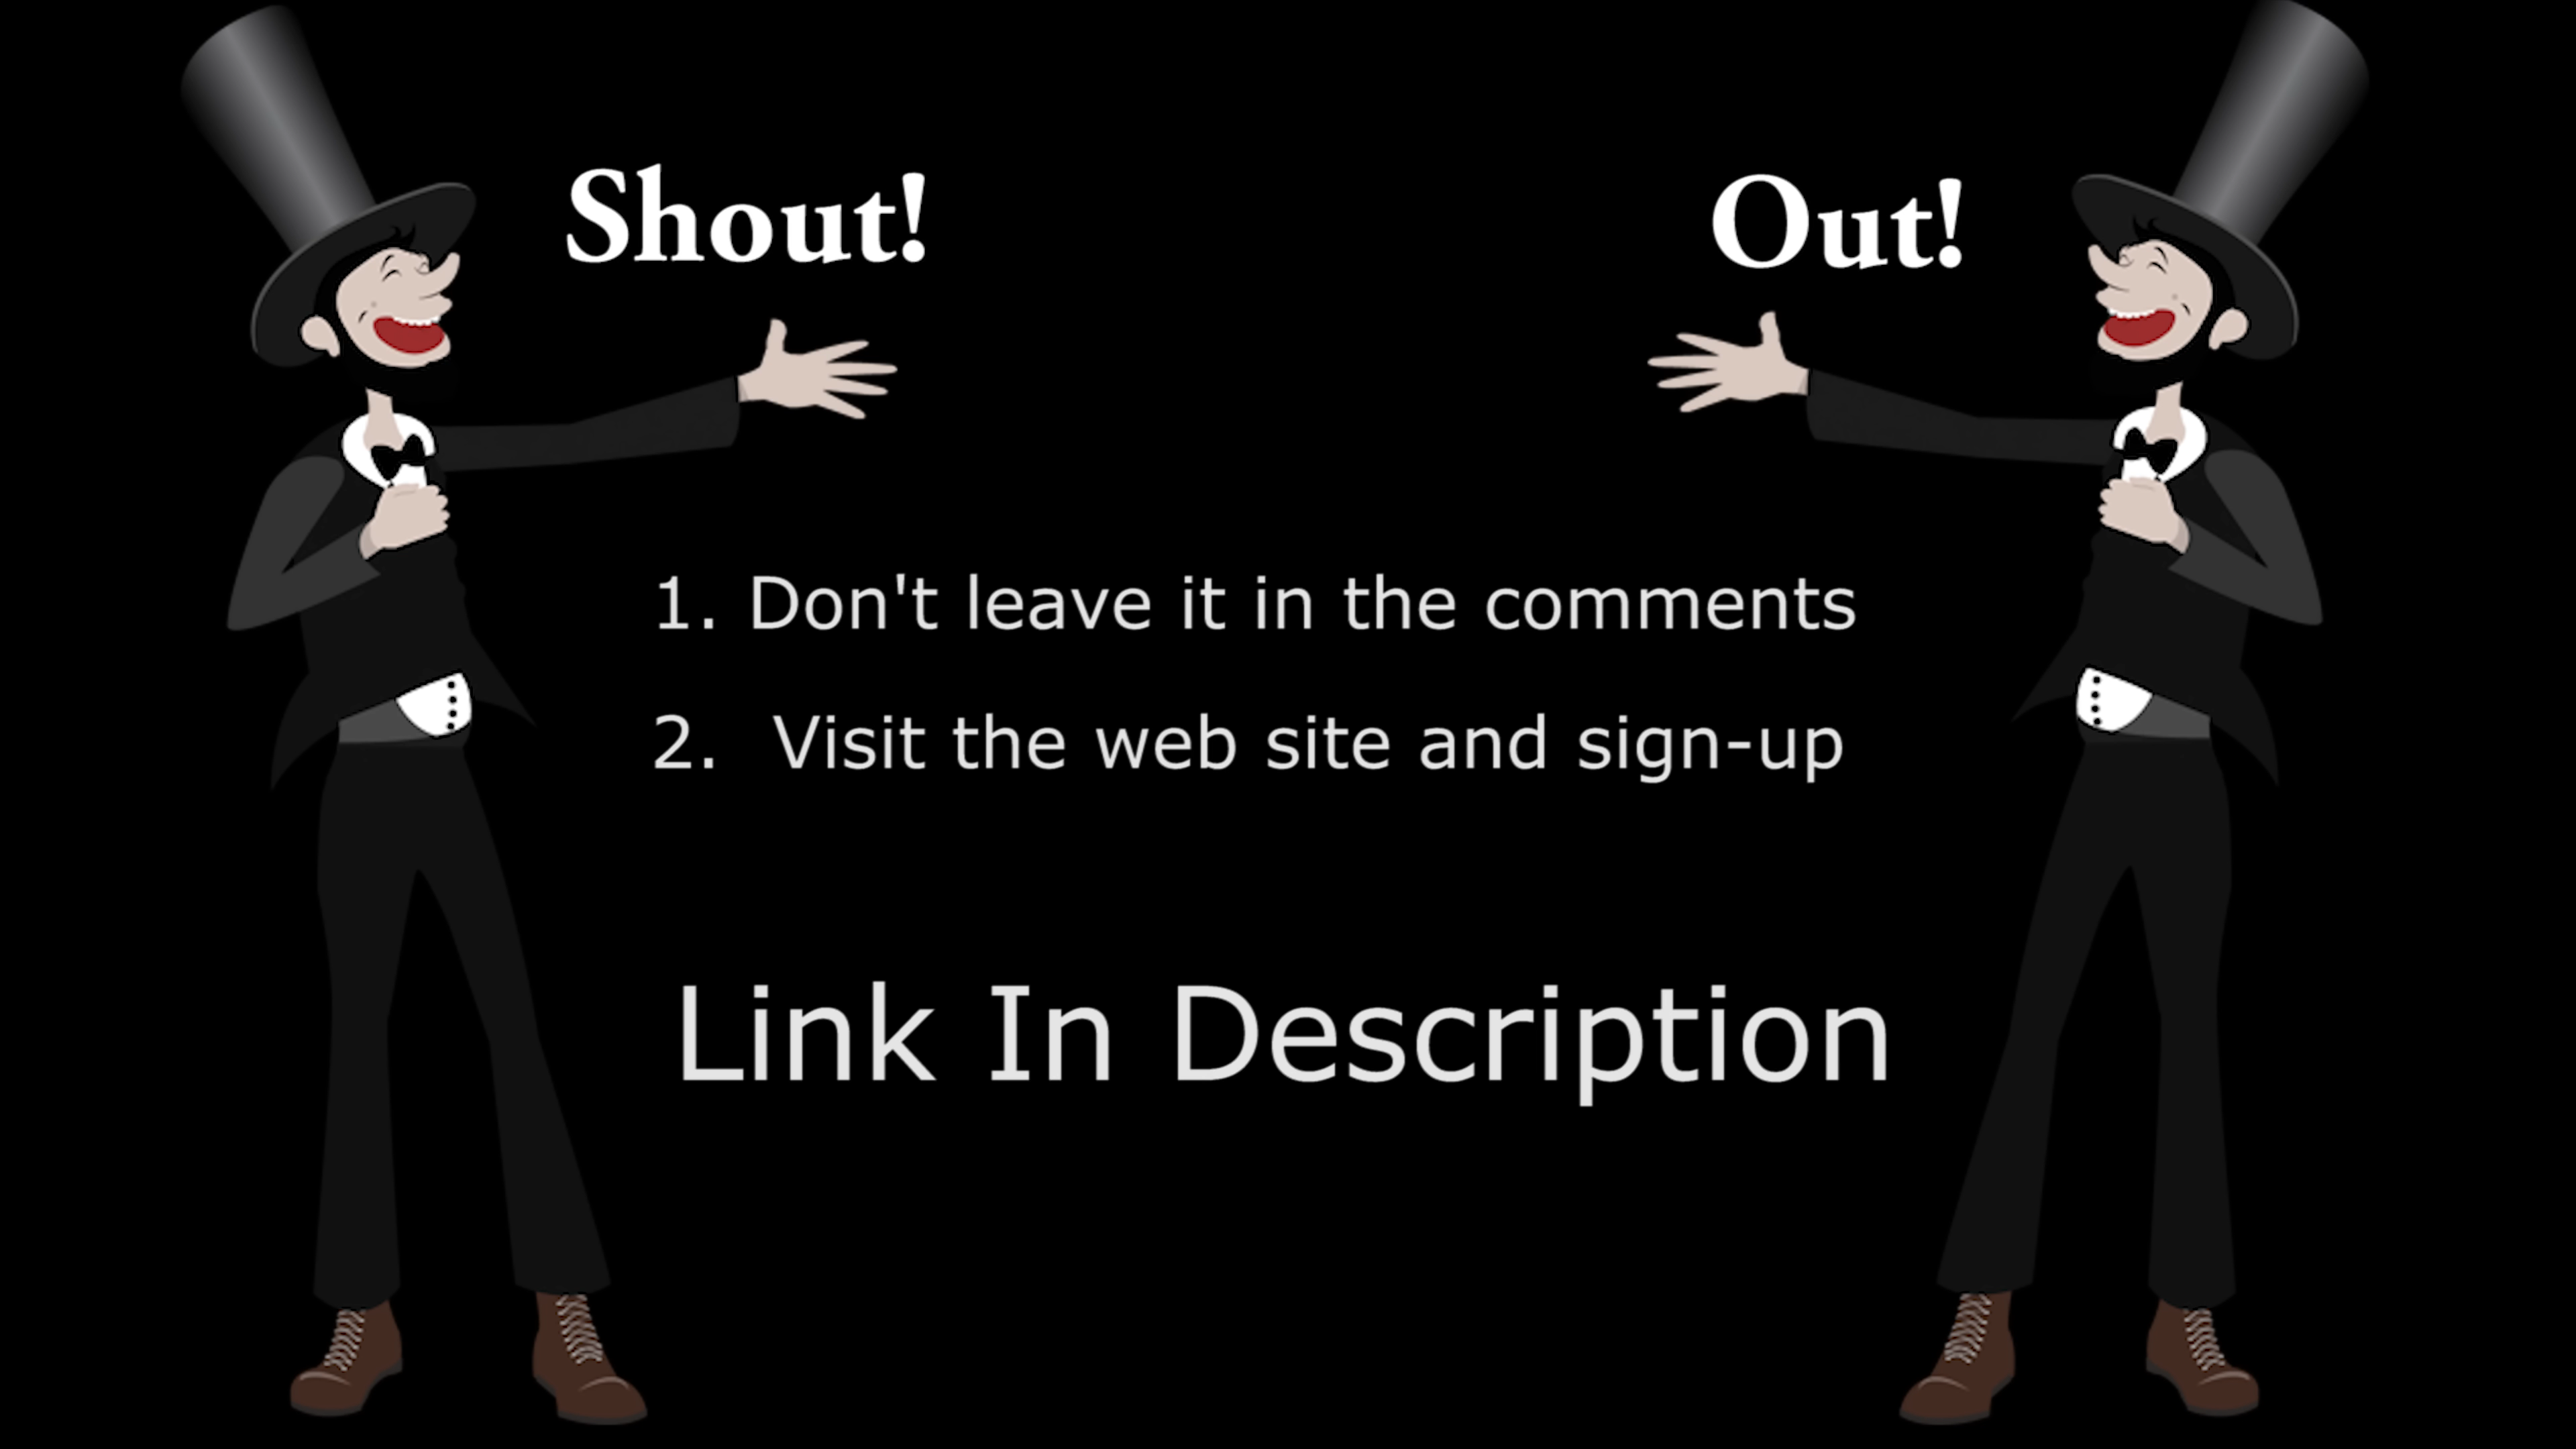 Shout! Out!
1. Don't leave it in the comments
2. Visit the web site and sign-up
Link In Description